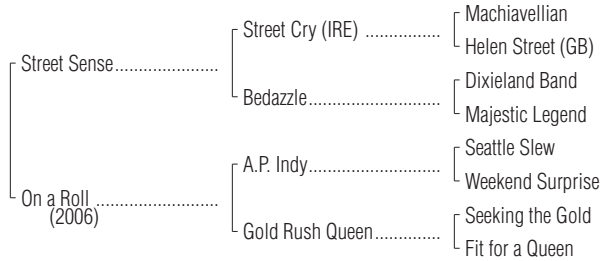 Machiavellian
Street Cry (IRE) ................
Helen Street (GB)
Street Sense......................
Dixieland Band
Bedazzle............................
Majestic Legend
Seattle Slew
A.P. Indy............................
Weekend Surprise
On a Roll ..........................
(2006)
Seeking the Gold
Gold Rush Queen..............
Fit for a Queen